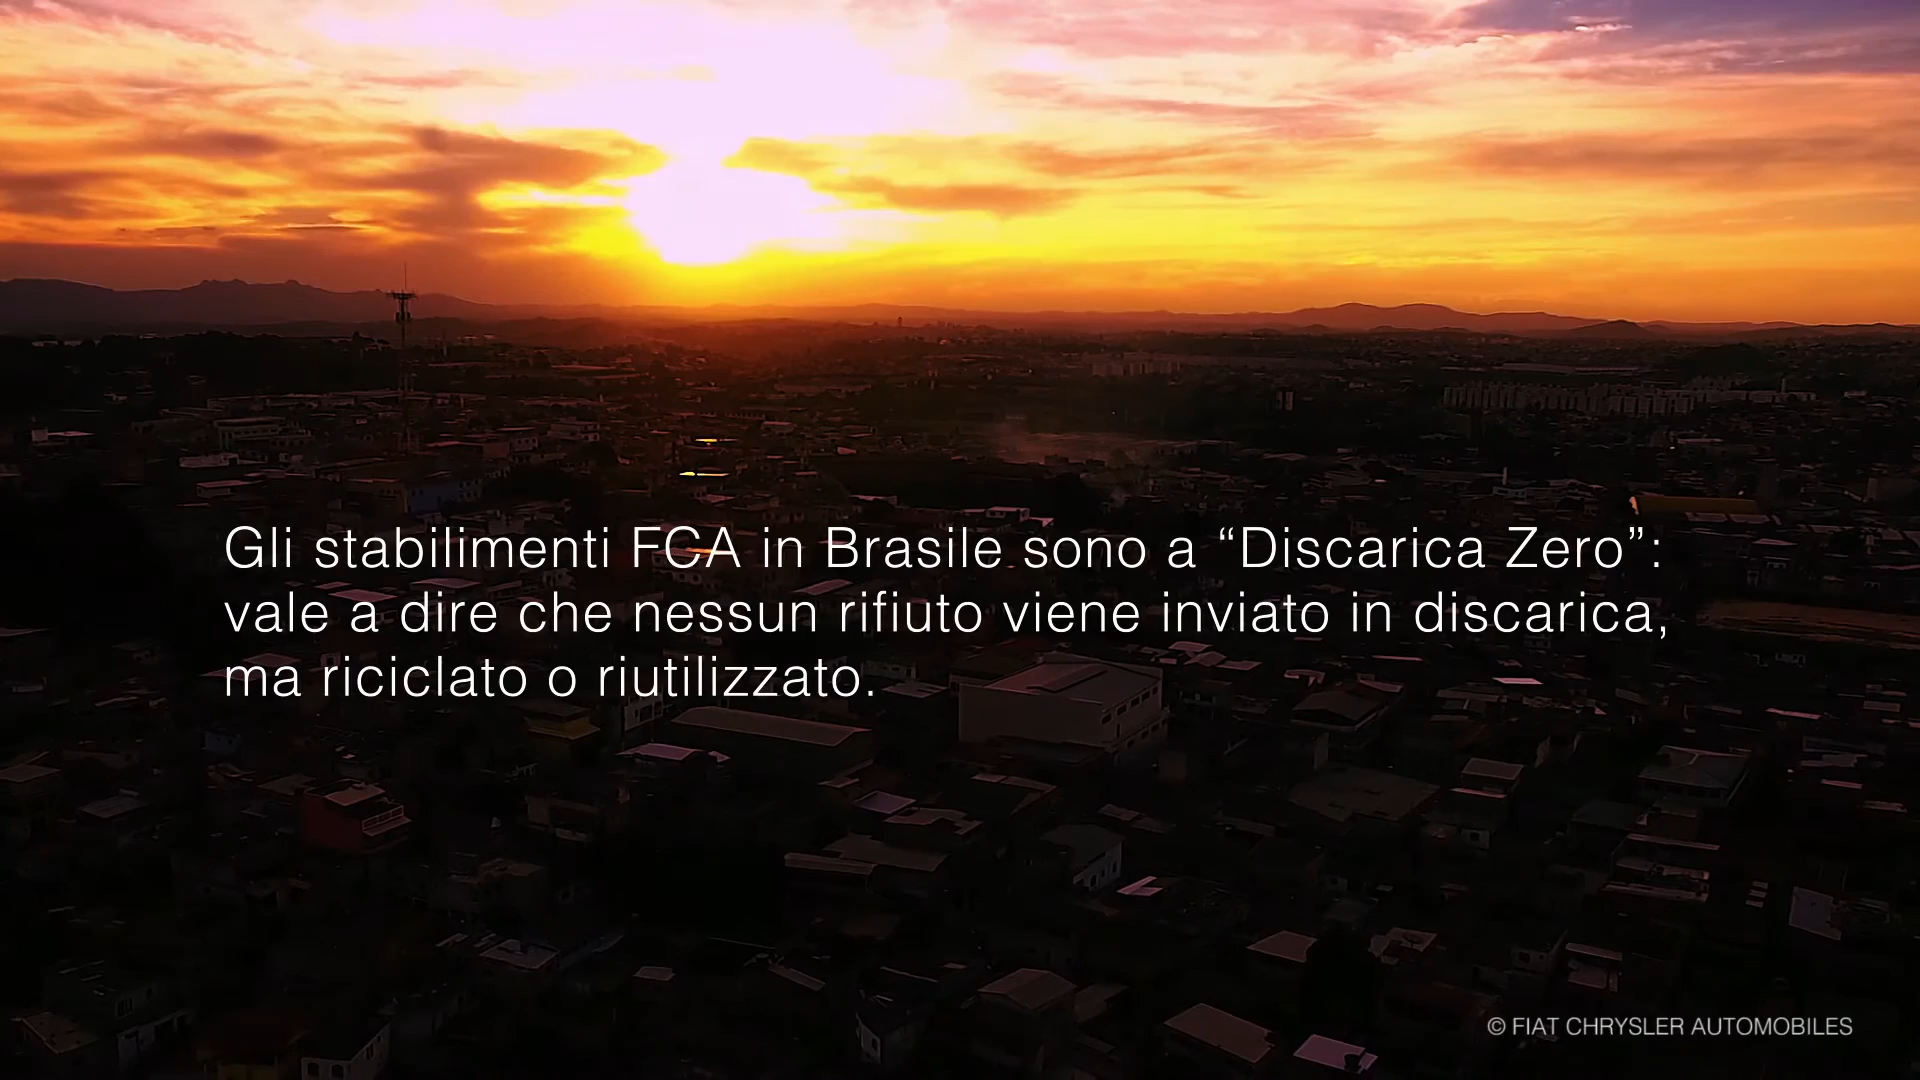 Gli stabilimenti FCA in Brasile sono a “Discarica Zero”:
vale a dire che nessun rifiuto viene inviato in discarica,
ma riciclato o riutilizzato.
© FIAT CHRYSLER AUTOMOBILES